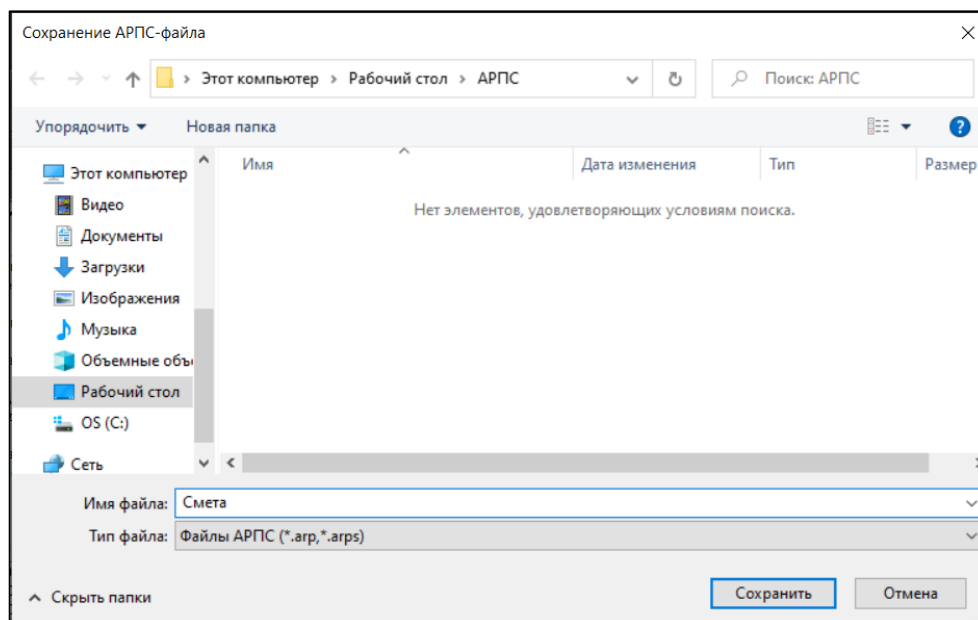 Сохранение АРПС-файла
Этот компьютер › Рабочий стол › АРПС
Поиск: АРПС
Упорядочить
Новая папка
Этот компьютер
Видео
Документы
Загрузки
Изображения
Музыка
Объемные объ
Рабочий стол
OS (C:)
Сеть
Имя
Дата изменения
Тип
Размер
Нет элементов, удовлетворяющих условиям поиска.
Имя файла: Смета
Тип файла: Файлы АРПС (*.arp,*.arps)
Скрыть папки
Сохранить
Отмена